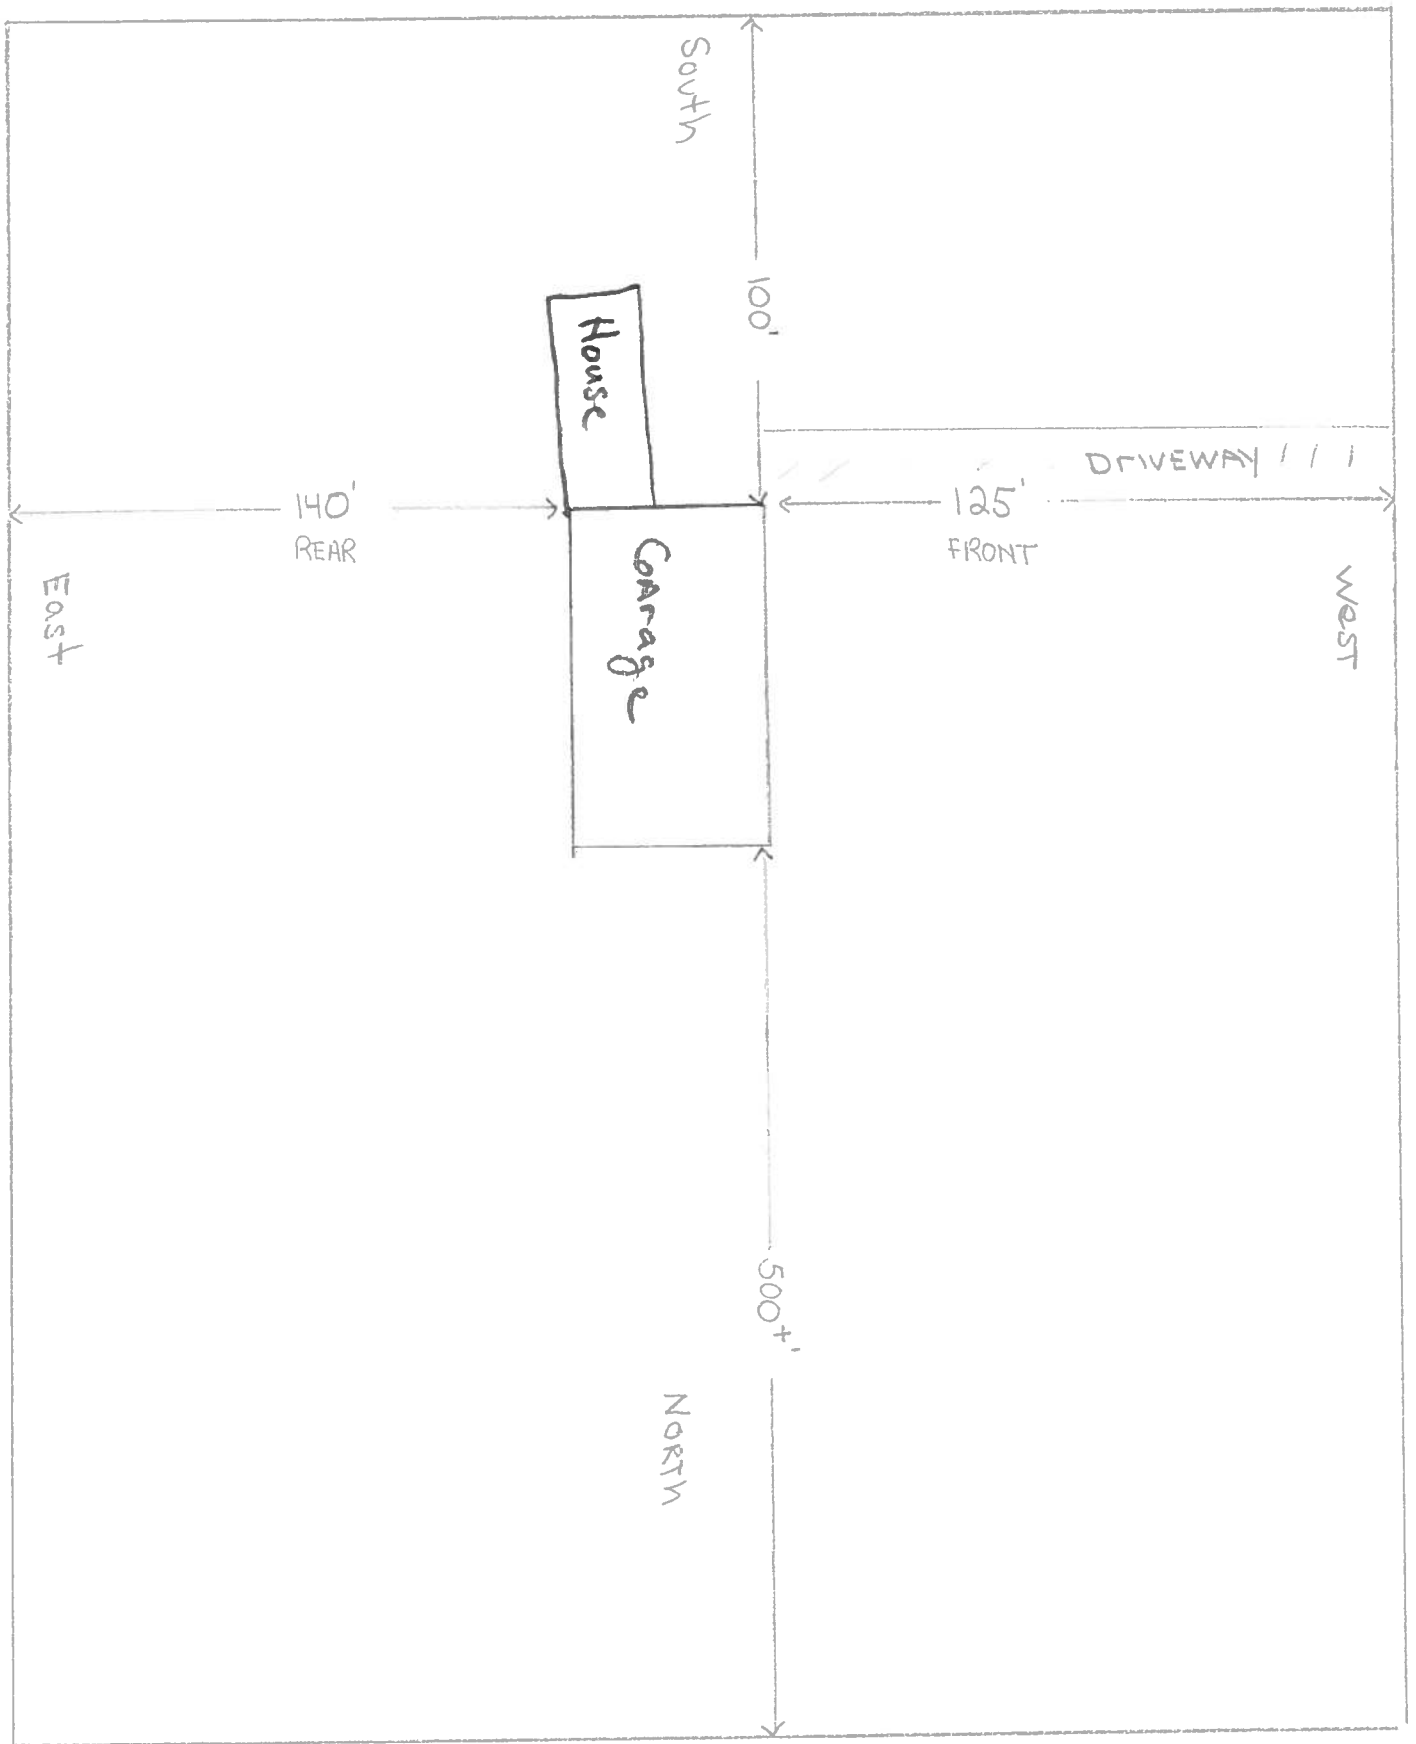 South
100'
House
DRIVEWAY
140'
REAR
125'
FRONT
Garage
East
West
500+'
NORTH